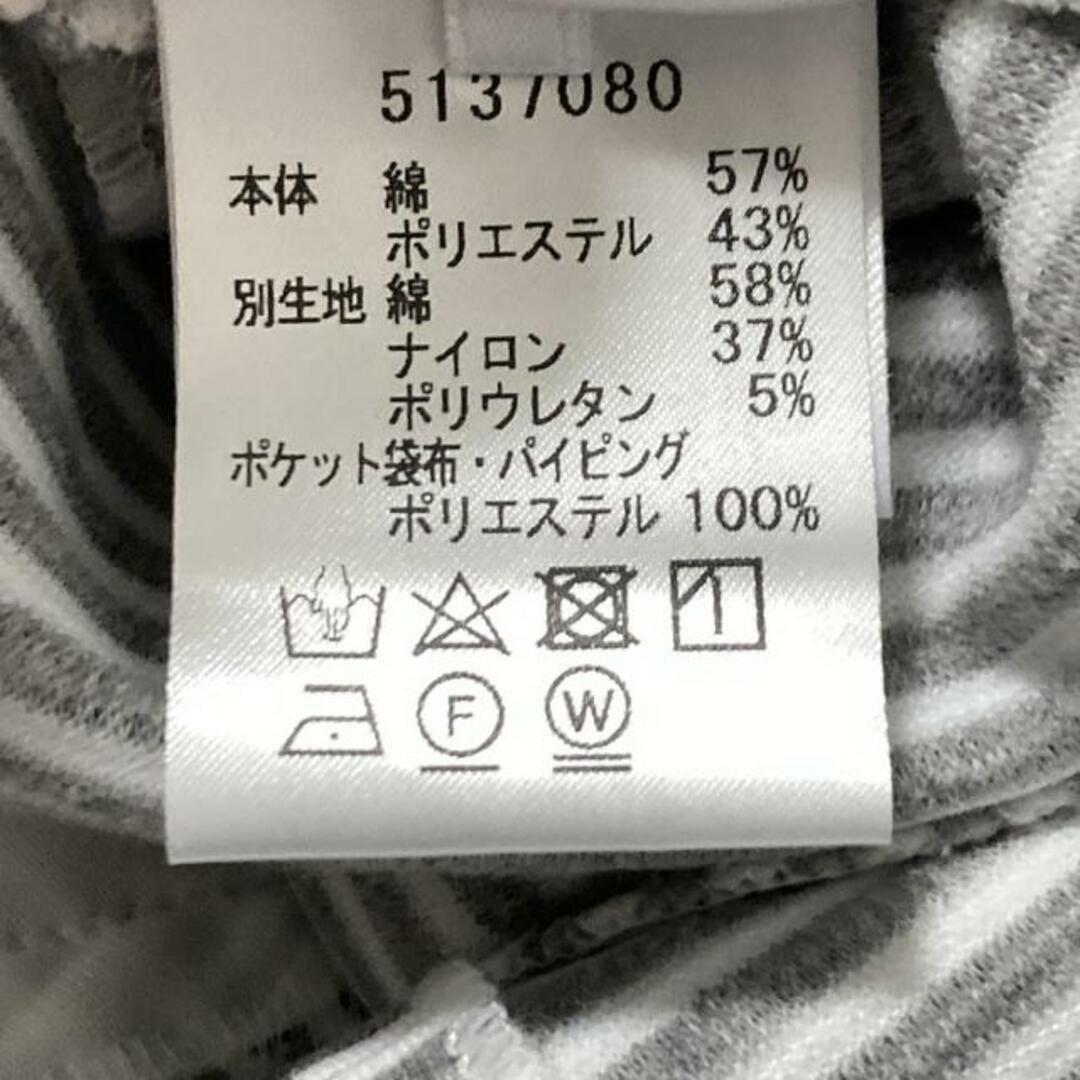 5137080
本体 綿 57%
ポリエステル 43%
別生地 綿 58%
ナイロン 37%
ポリウレタン 5%
ポケット袋布・パイピング
ポリエステル 100%
F W